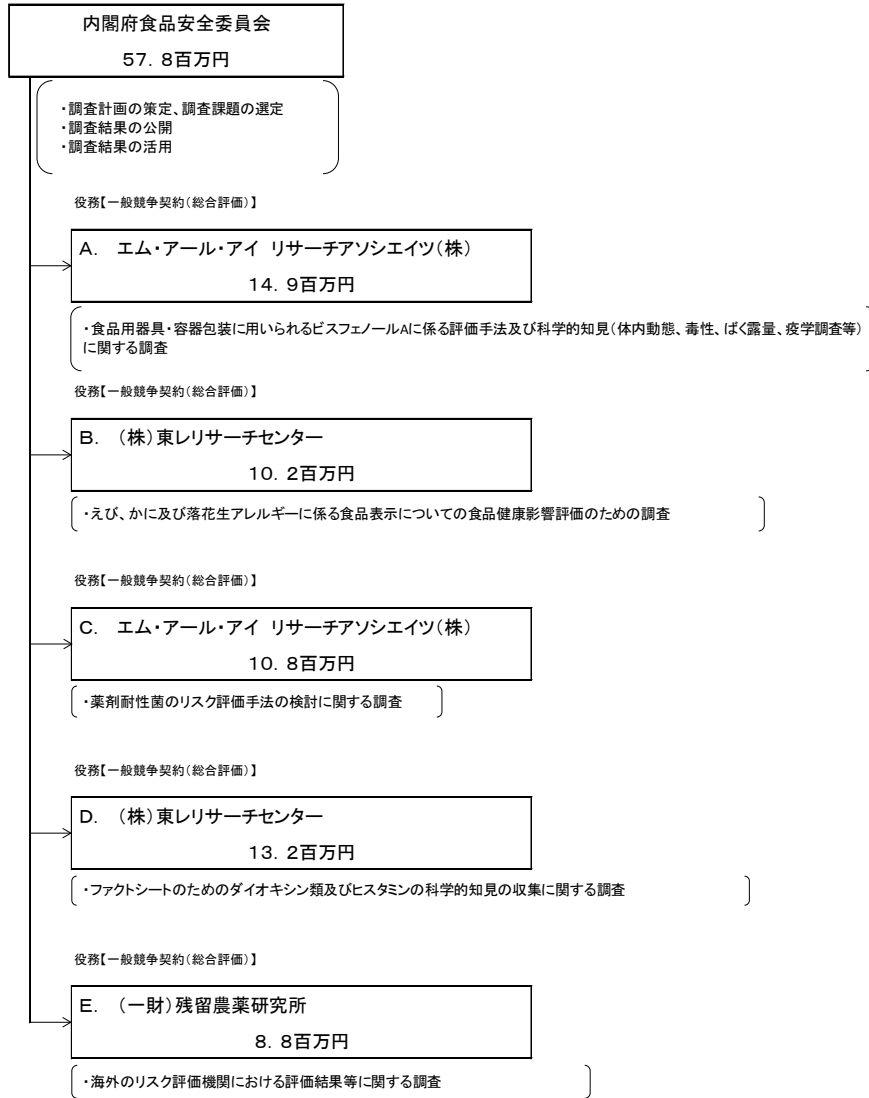 内閣府食品安全委員会
57．8百万円
・調査計画の策定、調査課題の選定
・調査結果の公開
・調査結果の活用
役務【一般競争契約（総合評価）】
A．　エム・アール・アイ　リサーチアソシエイツ（株）
14．9百万円
・食品用器具・容器包装に用いられるビスフェノールAに係る評価手法及び科学的知見（体内動態、毒性、ばく露量、疫学調査等）
に関する調査
役務【一般競争契約（総合評価）】
B．　（株）東レリサーチセンター
10．2百万円
・えび、かに及び落花生アレルギーに係る食品表示についての食品健康影響評価のための調査
役務【一般競争契約（総合評価）】
C．　エム・アール・アイ　リサーチアソシエイツ（株）
10．8百万円
・薬剤耐性菌のリスク評価手法の検討に関する調査
役務【一般競争契約（総合評価）】
D．　（株）東レリサーチセンター
13．2百万円
・ファクトシートのためのダイオキシン類及びヒスタミンの科学的知見の収集に関する調査
役務【一般競争契約（総合評価）】
E．　（一財）残留農薬研究所
8．8百万円
・海外のリスク評価機関における評価結果等に関する調査